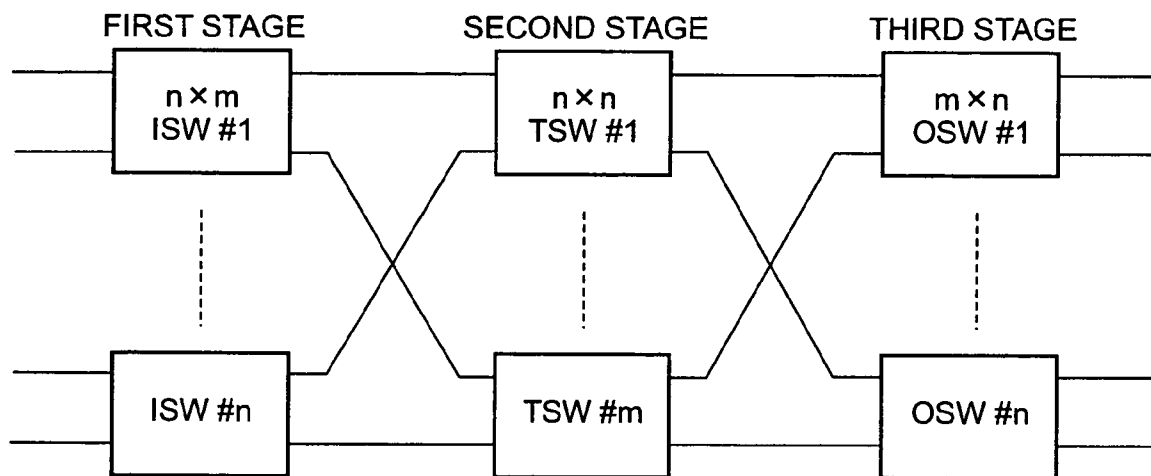 FIRST STAGE
SECOND STAGE
THIRD STAGE
n × m
ISW #1
n × n
TSW #1
m × n
OSW #1
ISW #n
TSW #m
OSW #n